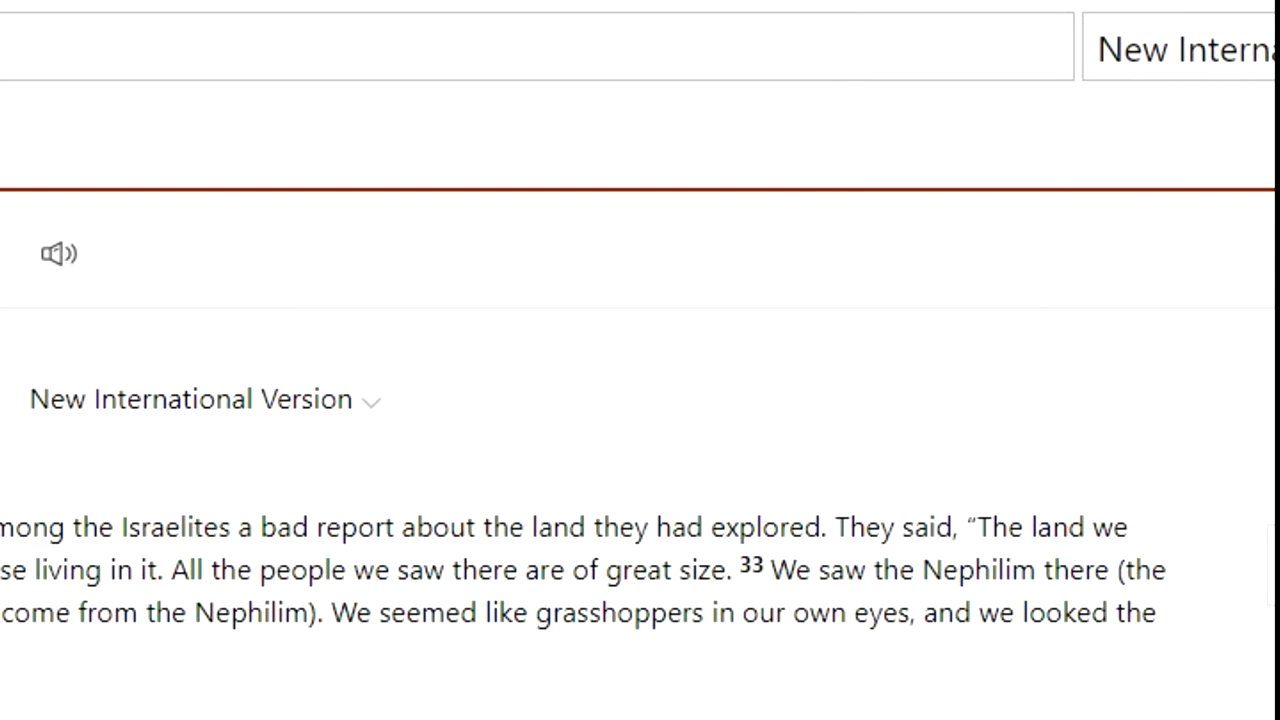 New Interna
New International Version
mong the Israelites a bad report about the land they had explored. They said, “The land we
se living in it. All the people we saw there are of great size. 33 We saw the Nephilim there (the
come from the Nephilim). We seemed like grasshoppers in our own eyes, and we looked the